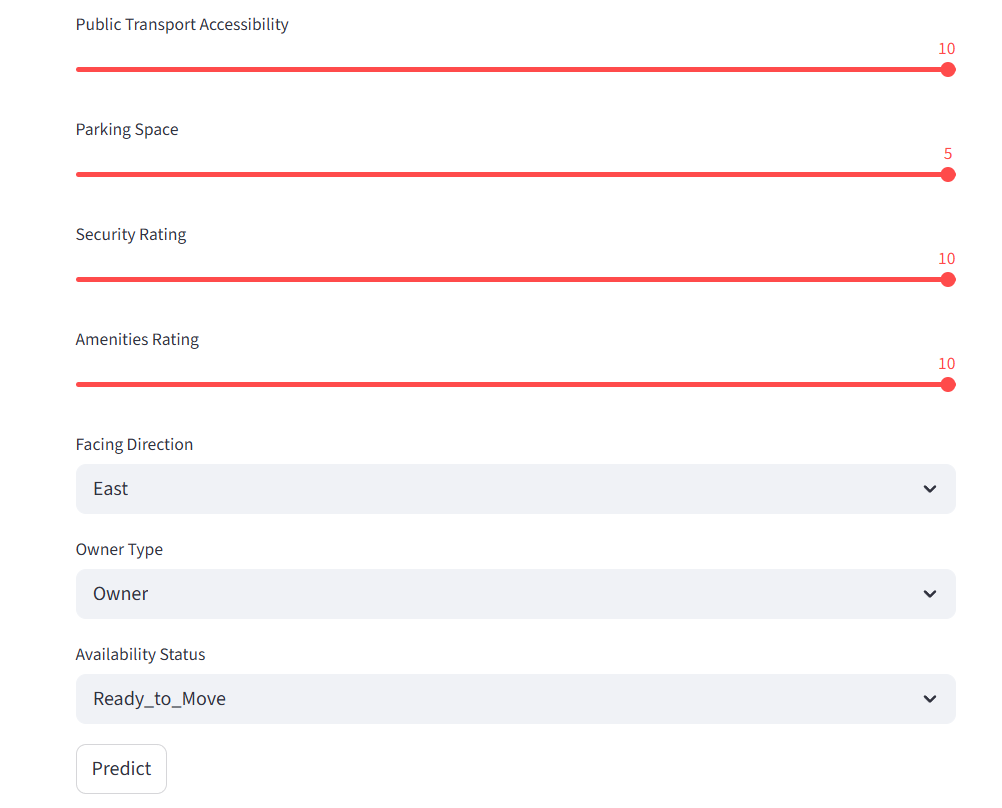 Public Transport Accessibility
10
Parking Space
5
Security Rating
10
Amenities Rating
10
Facing Direction
East
Owner Type
Owner
Availability Status
Ready_to_Move
Predict